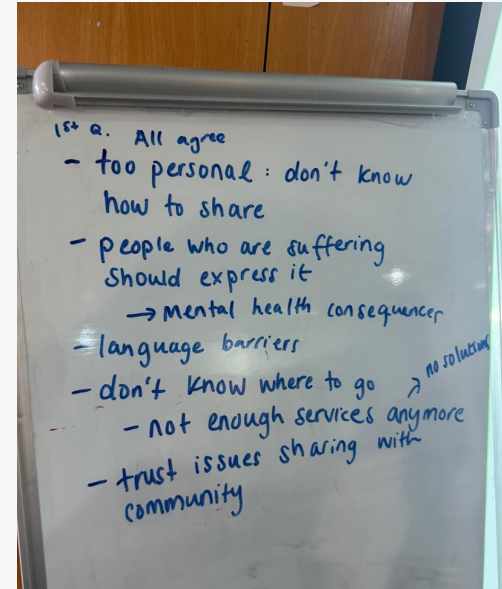 1st Q. All agree
- too personal : don't know
how to share
- people who are suffering
should express it
→ Mental health consequences
- language barriers
- don't know where to go
↗ no solutions
- not enough services anymore
- trust issues sharing with
community